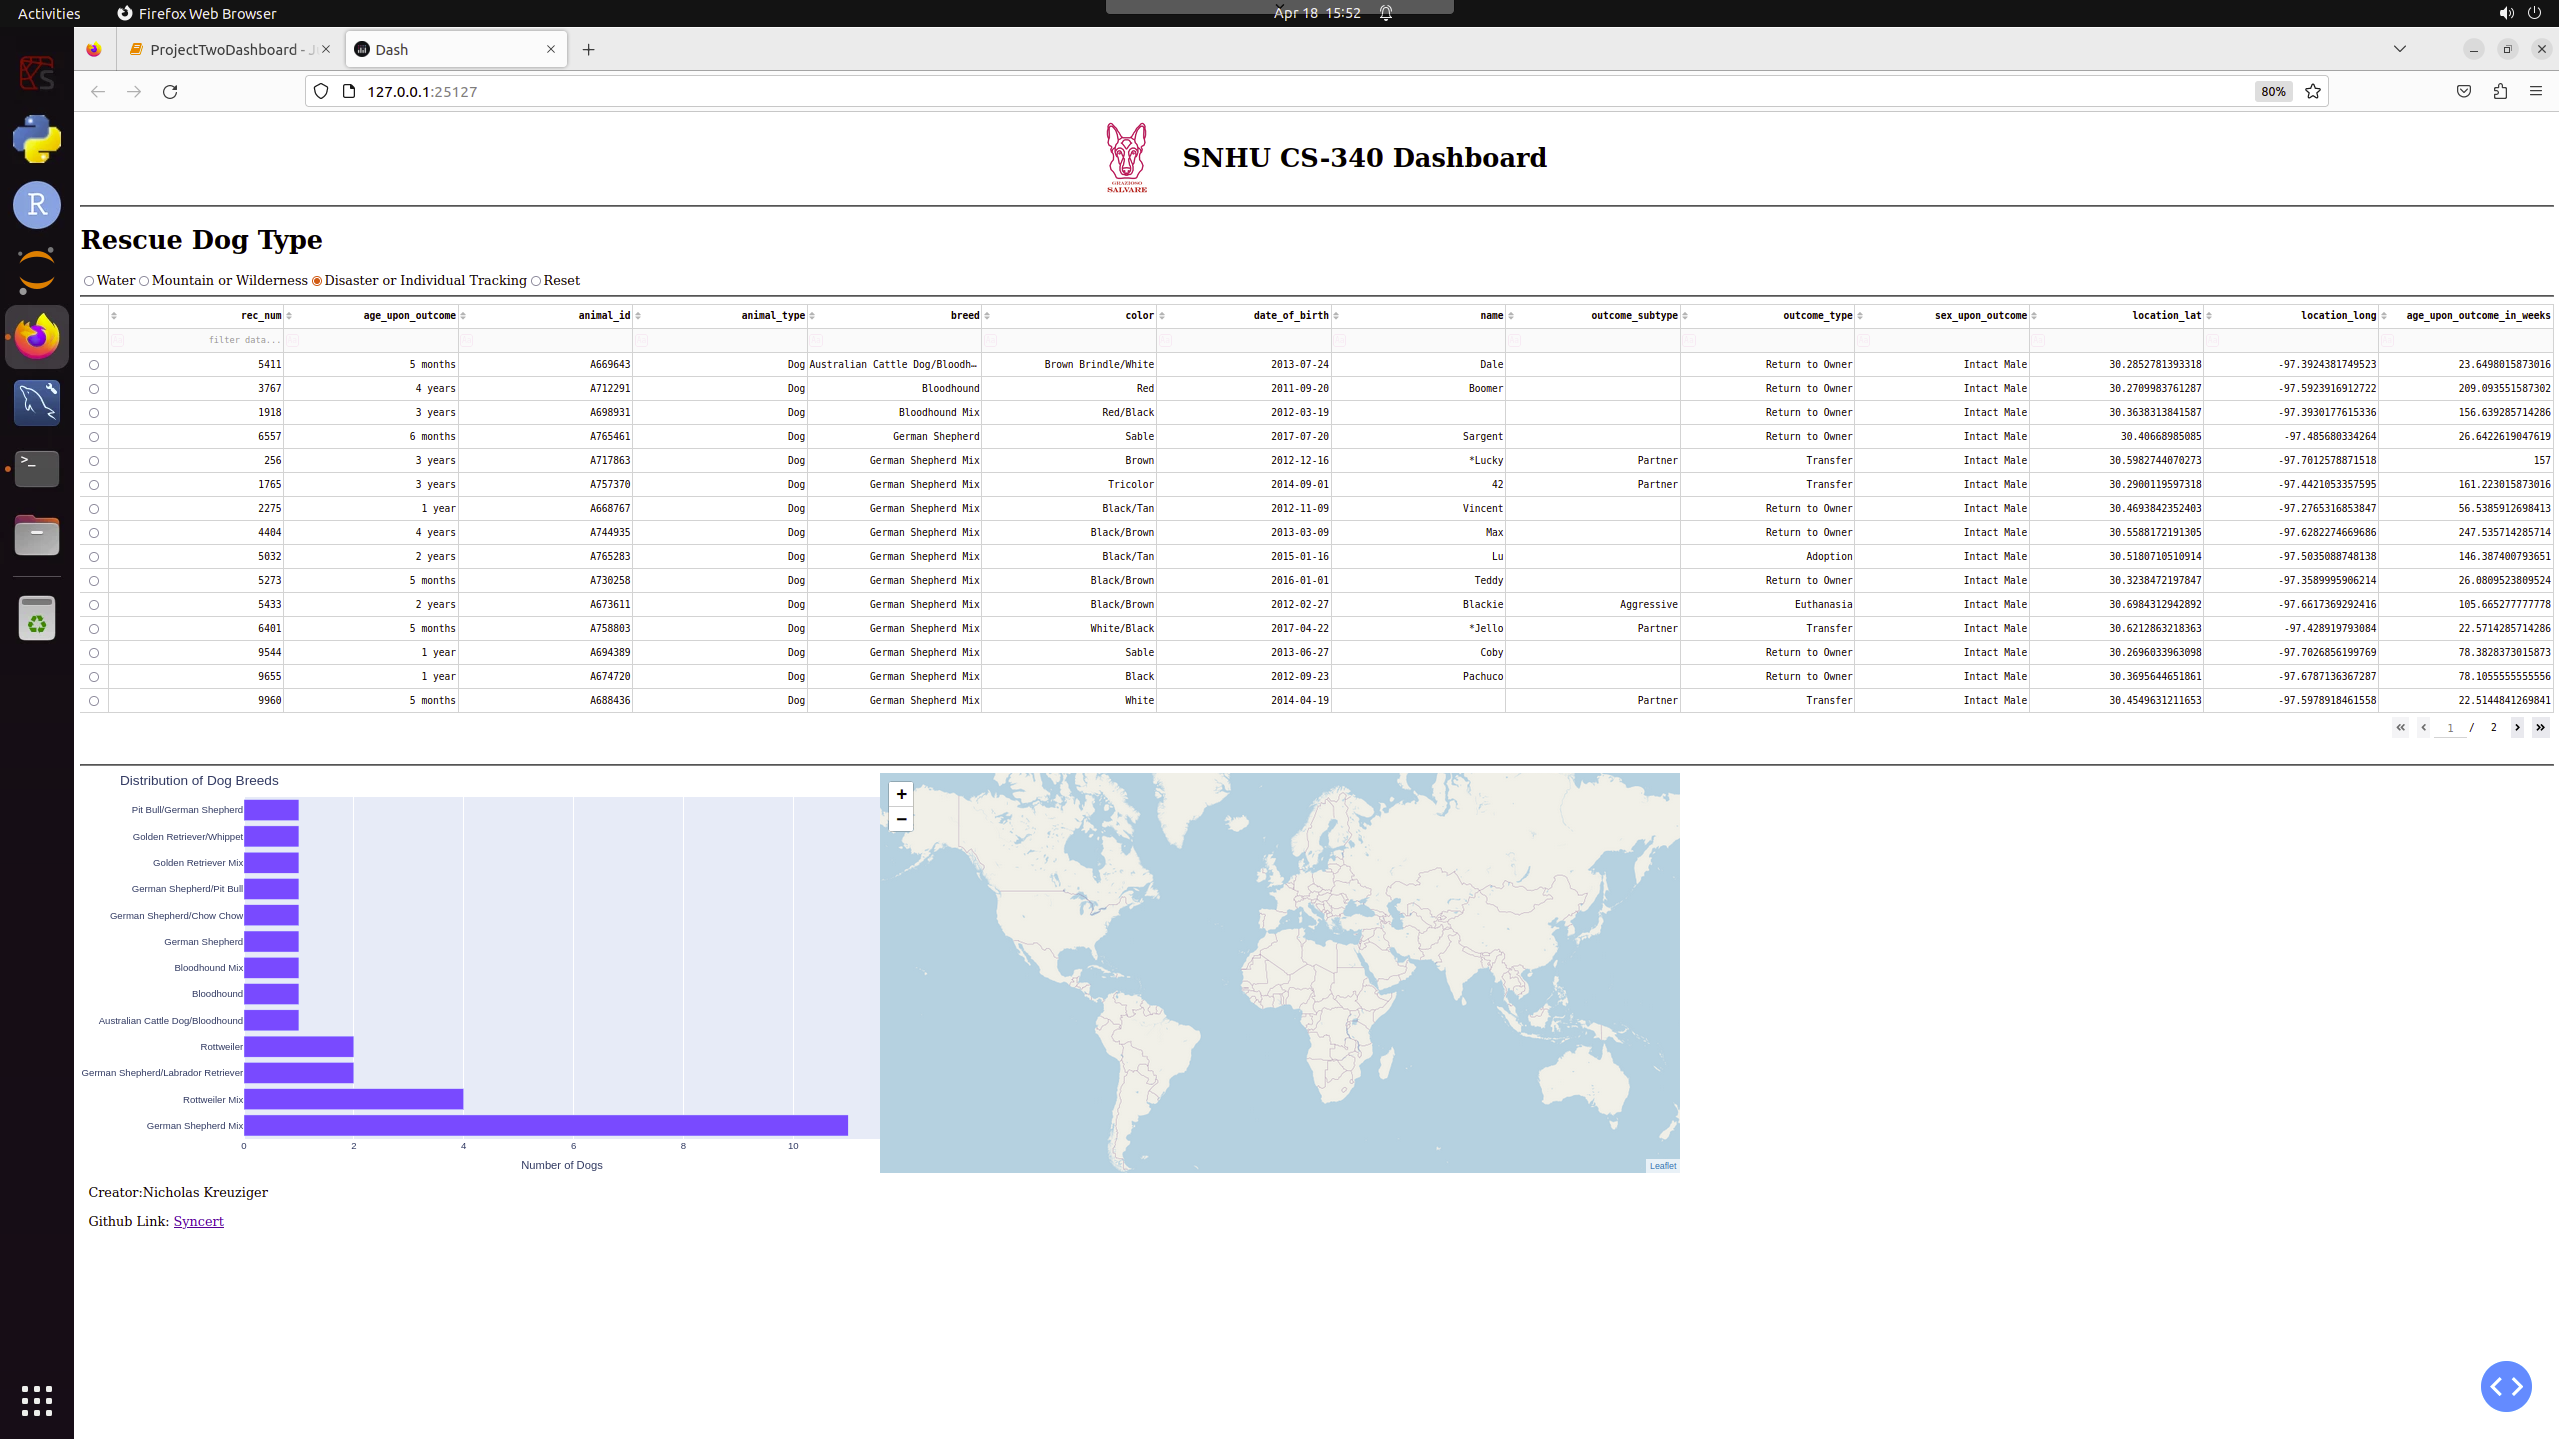 Activities Firefox Web Browser Apr 18 15:52
ProjectTwoDashboard - J Dash
127.0.0.1:25127 80%
GRAZIOSO
SALVARE
SNHU CS-340 Dashboard
Rescue Dog Type
Water Mountain or Wilderness Disaster or Individual Tracking Reset
rec_num age_upon_outcome animal_id animal_type breed color date_of_birth name outcome_subtype outcome_type sex_upon_outcome location_lat location_long age_upon_outcome_in_weeks
filter data...
5411 5 months A669643 Dog Australian Cattle Dog/Bloodh… Brown Brindle/White 2013-07-24 Dale Return to Owner Intact Male 30.2852781393318 -97.3924381749523 23.6498015873016
3767 4 years A712291 Dog Bloodhound Red 2011-09-20 Boomer Return to Owner Intact Male 30.2709983761287 -97.5923916912722 209.093551587302
1918 3 years A698931 Dog Bloodhound Mix Red/Black 2012-03-19 Return to Owner Intact Male 30.3638313841587 -97.3930177615336 156.639285714286
6557 6 months A765461 Dog German Shepherd Sable 2017-07-20 Sargent Return to Owner Intact Male 30.40668985085 -97.485680334264 26.6422619047619
256 3 years A717863 Dog German Shepherd Mix Brown 2012-12-16 *Lucky Partner Transfer Intact Male 30.5982744070273 -97.7012578871518 157
1765 3 years A757370 Dog German Shepherd Mix Tricolor 2014-09-01 42 Partner Transfer Intact Male 30.2900119597318 -97.4421053357595 161.223015873016
2275 1 year A668767 Dog German Shepherd Mix Black/Tan 2012-11-09 Vincent Return to Owner Intact Male 30.4693842352403 -97.2765316853847 56.5385912698413
4404 4 years A744935 Dog German Shepherd Mix Black/Brown 2013-03-09 Max Return to Owner Intact Male 30.5588172191305 -97.6282274669686 247.535714285714
5032 2 years A765283 Dog German Shepherd Mix Black/Tan 2015-01-16 Lu Adoption Intact Male 30.5180710510914 -97.5035088748138 146.387400793651
5273 5 months A730258 Dog German Shepherd Mix Black/Brown 2016-01-01 Teddy Return to Owner Intact Male 30.3238472197847 -97.3589995906214 26.0809523809524
5433 2 years A673611 Dog German Shepherd Mix Black/Brown 2012-02-27 Blackie Aggressive Euthanasia Intact Male 30.6984312942892 -97.6617369292416 105.665277777778
6401 5 months A758803 Dog German Shepherd Mix White/Black 2017-04-22 *Jello Partner Transfer Intact Male 30.6212863218363 -97.428919793084 22.5714285714286
9544 1 year A694389 Dog German Shepherd Mix Sable 2013-06-27 Coby Return to Owner Intact Male 30.2696033963098 -97.7026856199769 78.3828373015873
9655 1 year A674720 Dog German Shepherd Mix Black 2012-09-23 Pachuco Return to Owner Intact Male 30.3695644651861 -97.6787136367287 78.1055555555556
9960 5 months A688436 Dog German Shepherd Mix White 2014-04-19 Partner Transfer Intact Male 30.4549631211653 -97.5978918461558 22.5144841269841
1 / 2
Distribution of Dog Breeds
Pit Bull/German Shepherd
Golden Retriever/Whippet
Golden Retriever Mix
German Shepherd/Pit Bull
German Shepherd/Chow Chow
German Shepherd
Bloodhound Mix
Bloodhound
Australian Cattle Dog/Bloodhound
Rottweiler
German Shepherd/Labrador Retriever
Rottweiler Mix
German Shepherd Mix
0 2 4 6 8 10
Number of Dogs
+
−
Leaflet
Creator:Nicholas Kreuziger
Github Link: Syncert